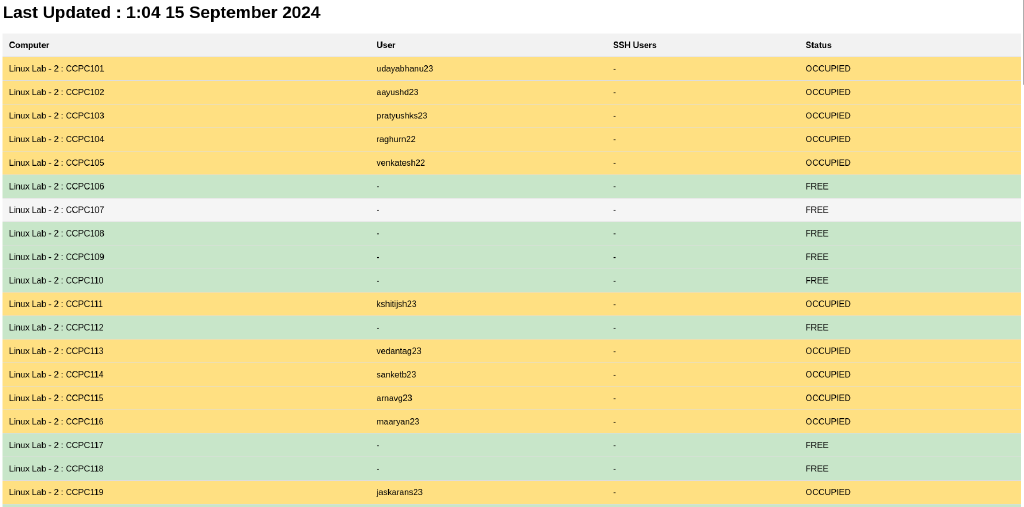 Last Updated : 1:04 15 September 2024
Computer User SSH Users Status
Linux Lab - 2 : CCPC101 udayabhanu23 - OCCUPIED
Linux Lab - 2 : CCPC102 aayushd23 - OCCUPIED
Linux Lab - 2 : CCPC103 pratyushks23 - OCCUPIED
Linux Lab - 2 : CCPC104 raghurn22 - OCCUPIED
Linux Lab - 2 : CCPC105 venkatesh22 - OCCUPIED
Linux Lab - 2 : CCPC106 - - FREE
Linux Lab - 2 : CCPC107 - - FREE
Linux Lab - 2 : CCPC108 - - FREE
Linux Lab - 2 : CCPC109 - - FREE
Linux Lab - 2 : CCPC110 - - FREE
Linux Lab - 2 : CCPC111 kshitijsh23 - OCCUPIED
Linux Lab - 2 : CCPC112 - - FREE
Linux Lab - 2 : CCPC113 vedantag23 - OCCUPIED
Linux Lab - 2 : CCPC114 sanketb23 - OCCUPIED
Linux Lab - 2 : CCPC115 arnavg23 - OCCUPIED
Linux Lab - 2 : CCPC116 maaryan23 - OCCUPIED
Linux Lab - 2 : CCPC117 - - FREE
Linux Lab - 2 : CCPC118 - - FREE
Linux Lab - 2 : CCPC119 jaskarans23 - OCCUPIED